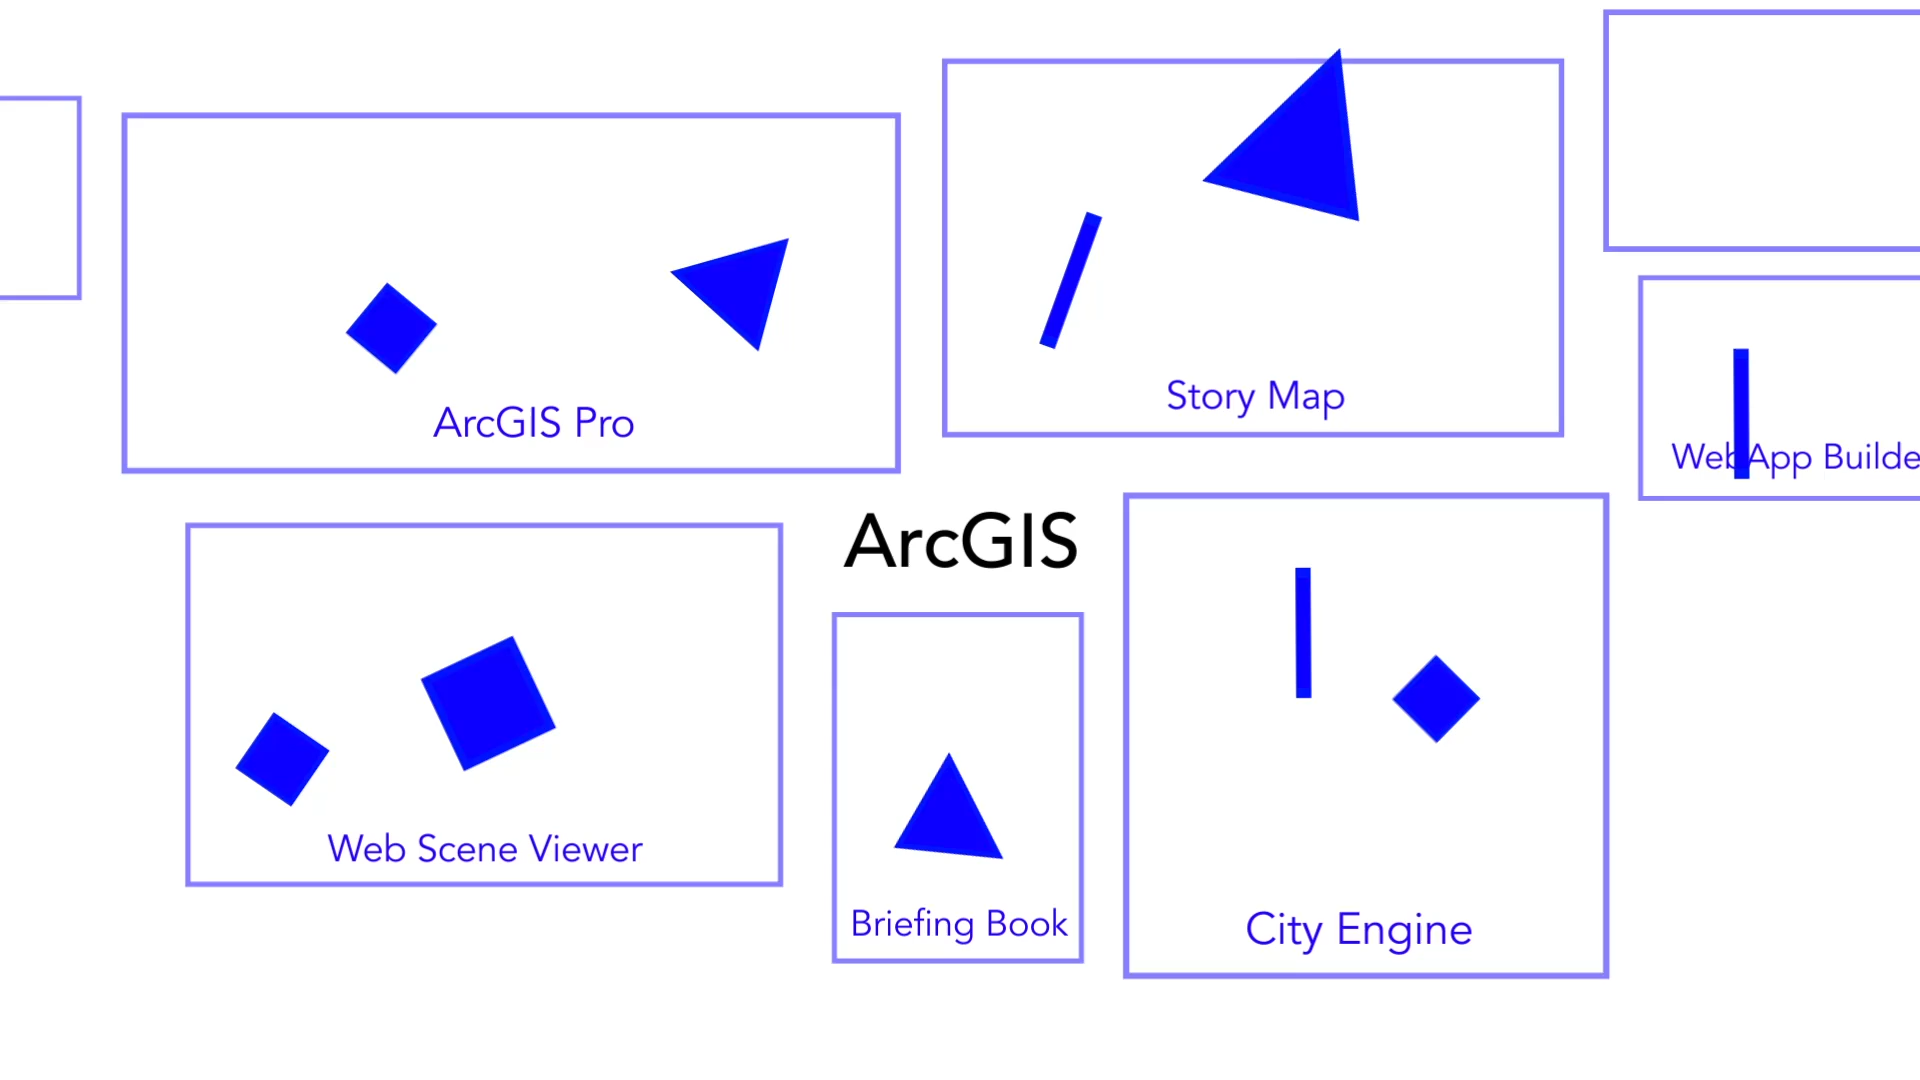 ArcGIS Pro
Story Map
Web App Builde
ArcGIS
Web Scene Viewer
Briefing Book
City Engine